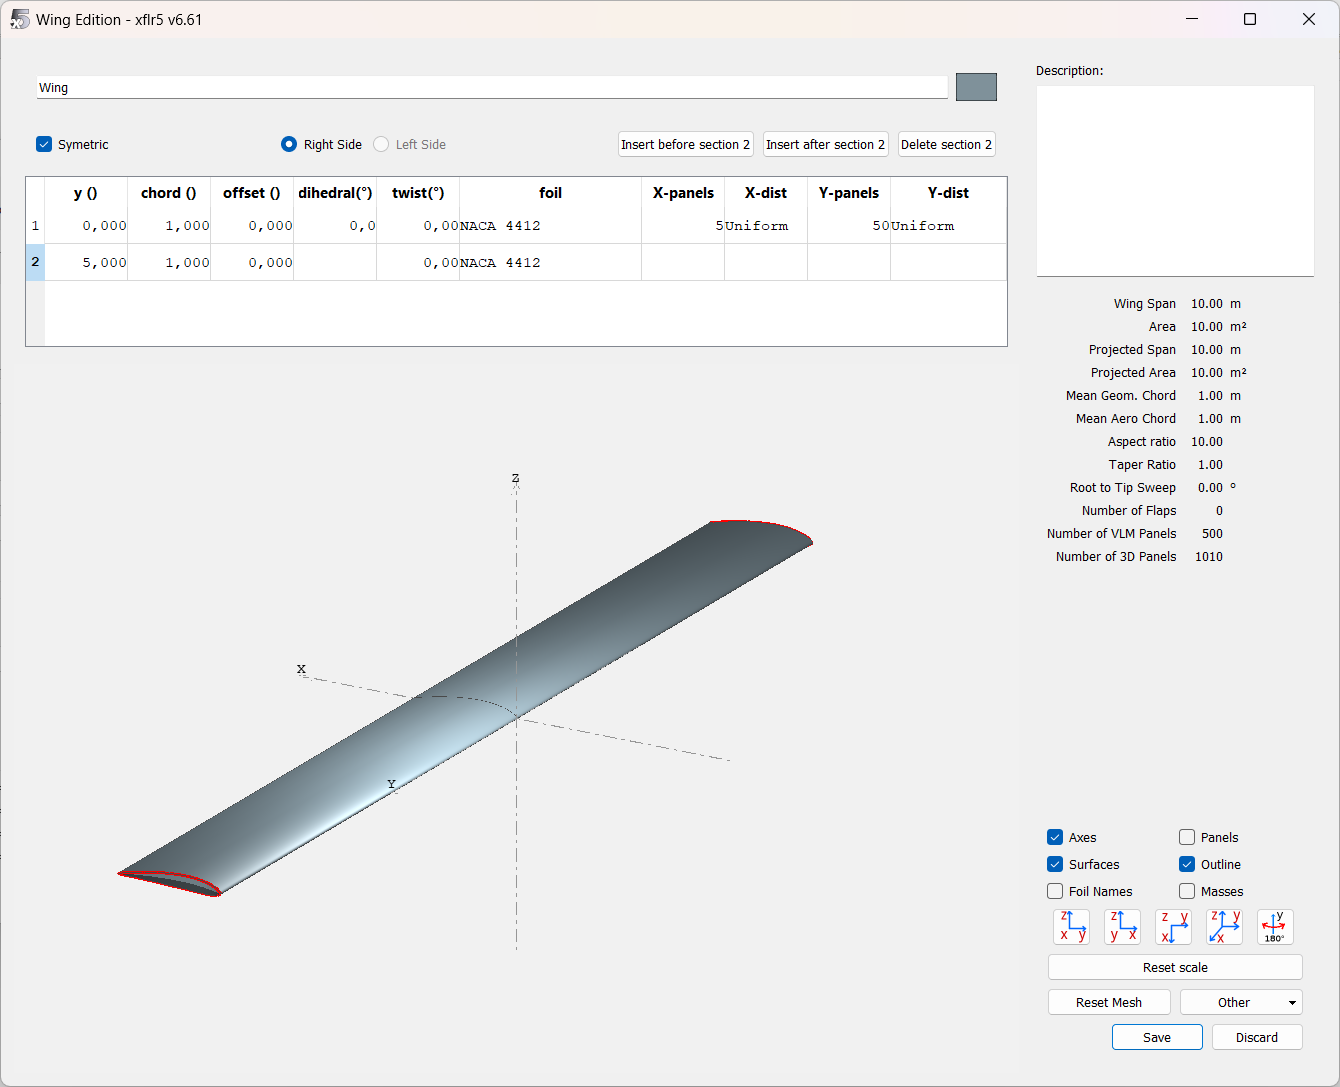 Wing Edition - xflr5 v6.61
Description:
Wing
Symetric Right Side Left Side Insert before section 2 Insert after section 2 Delete section 2
y () chord () offset () dihedral(°) twist(°) foil X-panels X-dist Y-panels Y-dist
1 0,000 1,000 0,000 0,0 0,00 NACA 4412 5 Uniform 50 Uniform
2 5,000 1,000 0,000 0,00 NACA 4412
Wing Span 10.00 m
Area 10.00 m²
Projected Span 10.00 m
Projected Area 10.00 m²
Mean Geom. Chord 1.00 m
Mean Aero Chord 1.00 m
Aspect ratio 10.00
Taper Ratio 1.00
Root to Tip Sweep 0.00 °
Number of Flaps 0
Number of VLM Panels 500
Number of 3D Panels 1010
Z
X
Y
Axes Panels
Surfaces Outline
Foil Names Masses
z x y
z y x
z y x
z y x
y 180°
Reset scale
Reset Mesh Other
Save Discard